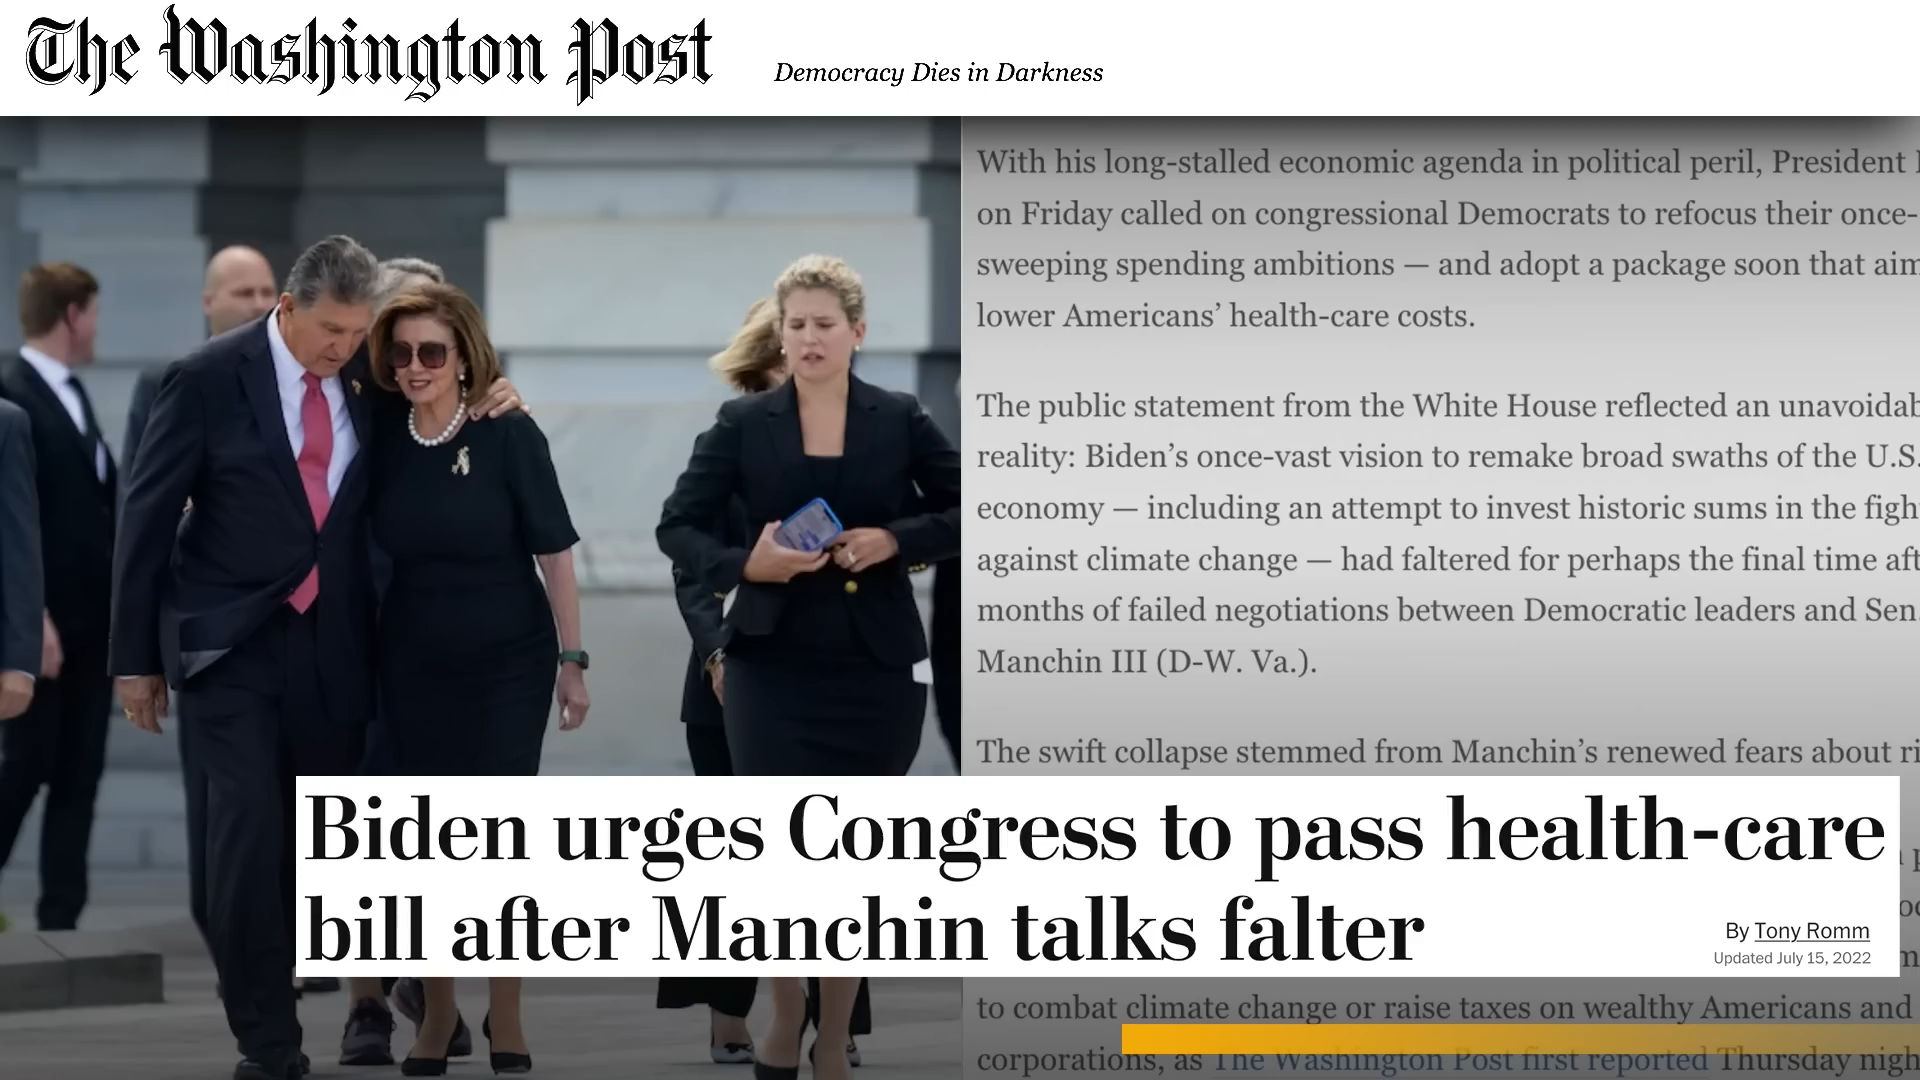 The Washington Post
Democracy Dies in Darkness
With his long-stalled economic agenda in political peril, President
on Friday called on congressional Democrats to refocus their once-
sweeping spending ambitions — and adopt a package soon that
lower Americans’ health-care costs.
The public statement from the White House reflected an
reality: Biden’s once-vast vision to remake broad swaths of the U.S.
economy — including an attempt to invest historic sums in the
against climate change — had faltered for perhaps the final time
months of failed negotiations between Democratic leaders and Sen.
Manchin III (D-W. Va.).
The swift collapse stemmed from Manchin’s renewed fears about
Biden urges Congress to pass health-care
bill after Manchin talks falter
By Tony Romm
Updated July 15, 2022
to combat climate change or raise taxes on wealthy Americans and
corporations, as The Washington Post first reported Thursday